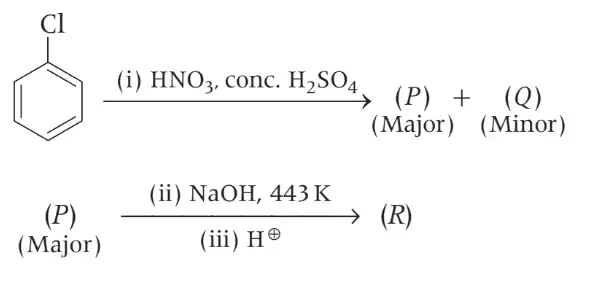 Cl
(i) HNO₃, conc. H₂SO₄
(P) + (Q)
(Major) (Minor)
(ii) NaOH, 443 K
(P)
(Major)
(iii) H⊕
(R)